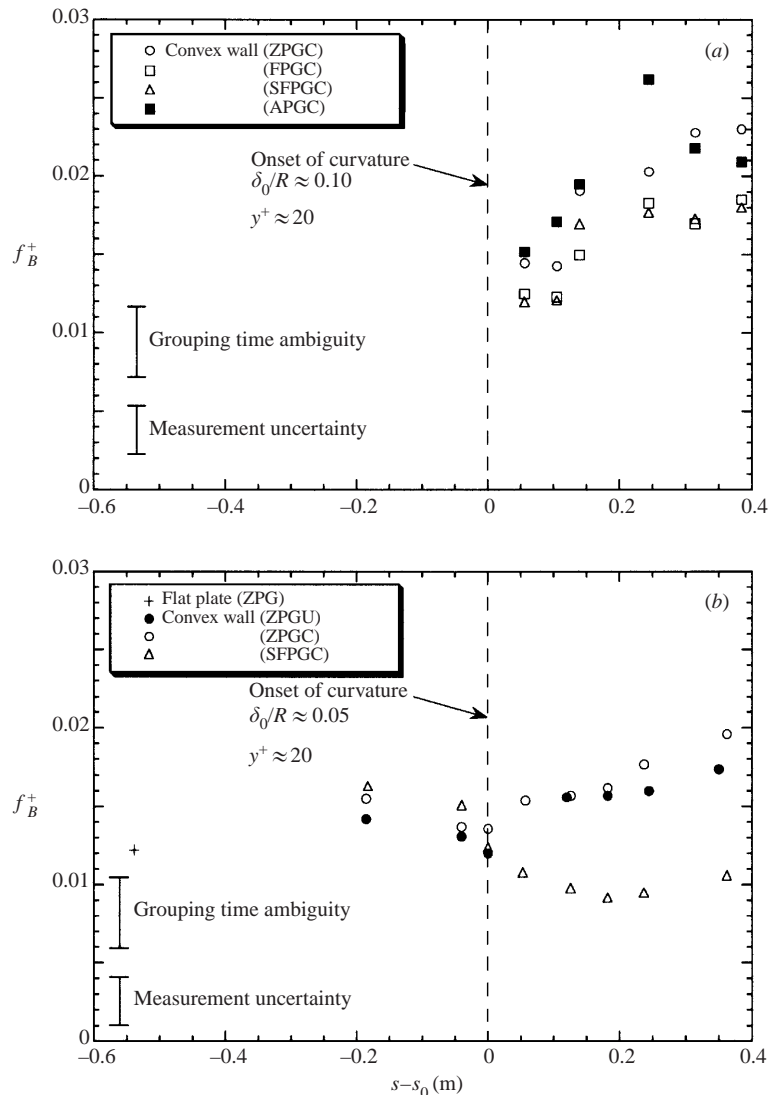 0.03
Convex wall (ZPGC)
(FPGC)
(SFPGC)
(APGC)
(a)
Onset of curvature
δ0/R ≈ 0.10
y+ ≈ 20
0.02
fB+
0.01
Grouping time ambiguity
Measurement uncertainty
0
–0.6 –0.4 –0.2 0 0.2 0.4
0.03
Flat plate (ZPG)
Convex wall (ZPGU)
(ZPGC)
(SFPGC)
(b)
Onset of curvature
δ0/R ≈ 0.05
y+ ≈ 20
0.02
fB+
0.01
Grouping time ambiguity
Measurement uncertainty
0
–0.6 –0.4 –0.2 0 0.2 0.4
s–s0 (m)